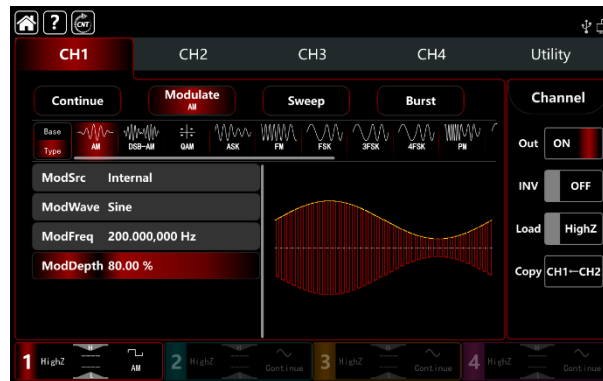 ? CNT
CH1 CH2 CH3 CH4 Utility
Continue Modulate Sweep Burst Channel
AM
Base
Type AM DSB-AM QAM ASK FM FSK 3FSK 4FSK PM
Out ON
ModSrc Internal
INV OFF
ModWave Sine
ModFreq 200.000,000 Hz
Load HighZ
ModDepth 80.00 %
Copy CH1←CH2
1 HighZ H L AM 2 HighZ Continue 3 HighZ Continue 4 HighZ Continue